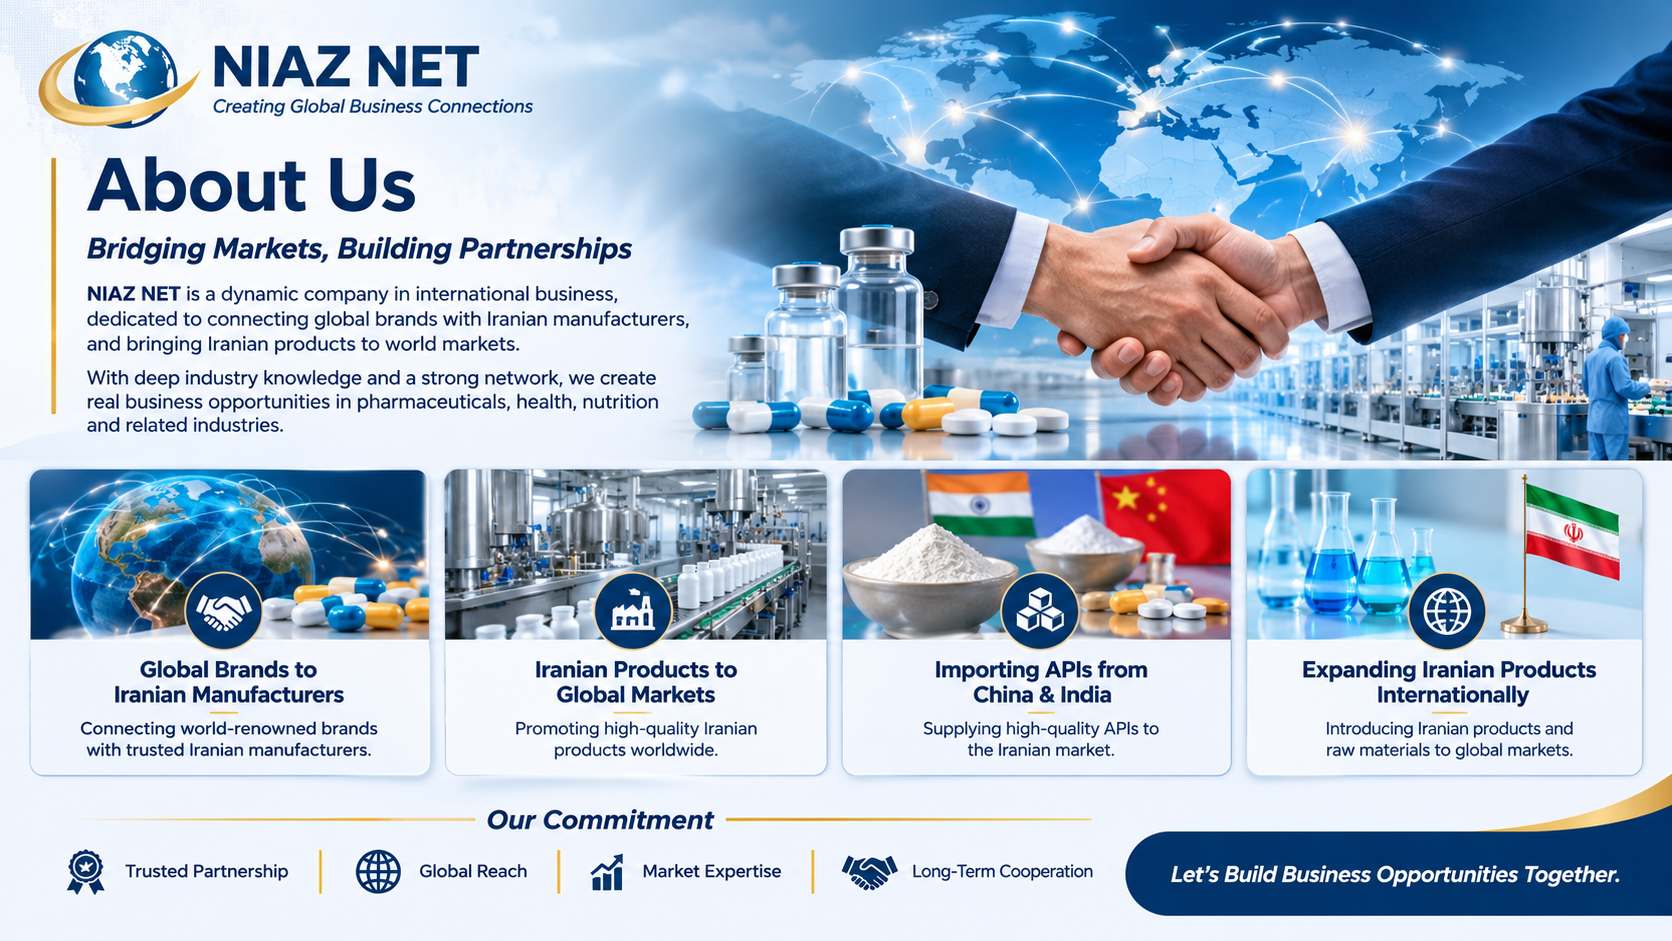 NIAZ NET
Creating Global Business Connections
About Us
Bridging Markets, Building Partnerships
NIAZ NET is a dynamic company in international business,
dedicated to connecting global brands with Iranian manufacturers,
and bringing Iranian products to world markets.
With deep industry knowledge and a strong network, we create
real business opportunities in pharmaceuticals, health, nutrition
and related industries.
Global Brands to
Iranian Manufacturers
Connecting world-renowned brands
with trusted Iranian manufacturers.
Iranian Products to
Global Markets
Promoting high-quality Iranian
products worldwide.
Importing APIs from
China & India
Supplying high-quality APIs to
the Iranian market.
Expanding Iranian Products
Internationally
Introducing Iranian products and
raw materials to global markets.
Our Commitment
Trusted Partnership
Global Reach
Market Expertise
Long-Term Cooperation
Let's Build Business Opportunities Together.